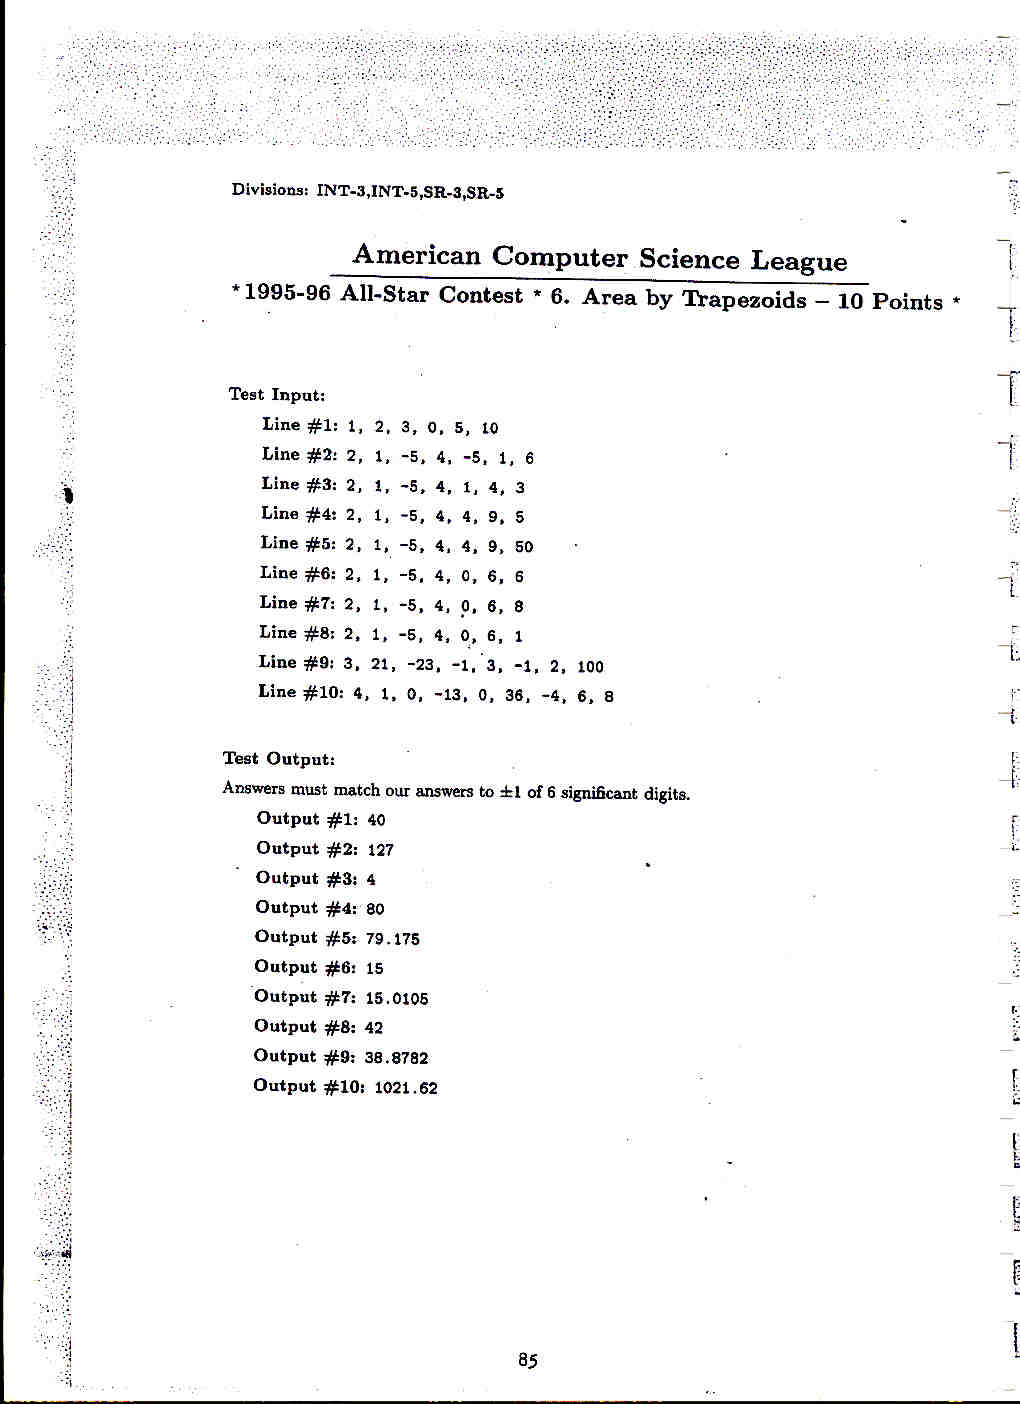 Divisions: INT-3,INT-5,SR-3,SR-5
American Computer Science League
*1995-96 All-Star Contest * 6. Area by Trapezoids – 10 Points *
Test Input:
Line #1: 1, 2, 3, 0, 5, 10
Line #2: 2, 1, -5, 4, -5, 1, 6
Line #3: 2, 1, -5, 4, 1, 4, 3
Line #4: 2, 1, -5, 4, 4, 9, 5
Line #5: 2, 1, -5, 4, 4, 9, 50
Line #6: 2, 1, -5, 4, 0, 6, 6
Line #7: 2, 1, -5, 4, 0, 6, 8
Line #8: 2, 1, -5, 4, 0, 6, 1
Line #9: 3, 21, -23, -1, 3, -1, 2, 100
Line #10: 4, 1, 0, -13, 0, 36, -4, 6, 8
Test Output:
Answers must match our answers to ±1 of 6 significant digits.
Output #1: 40
Output #2: 127
Output #3: 4
Output #4: 80
Output #5: 79.175
Output #6: 15
Output #7: 15.0105
Output #8: 42
Output #9: 38.8782
Output #10: 1021.62
85